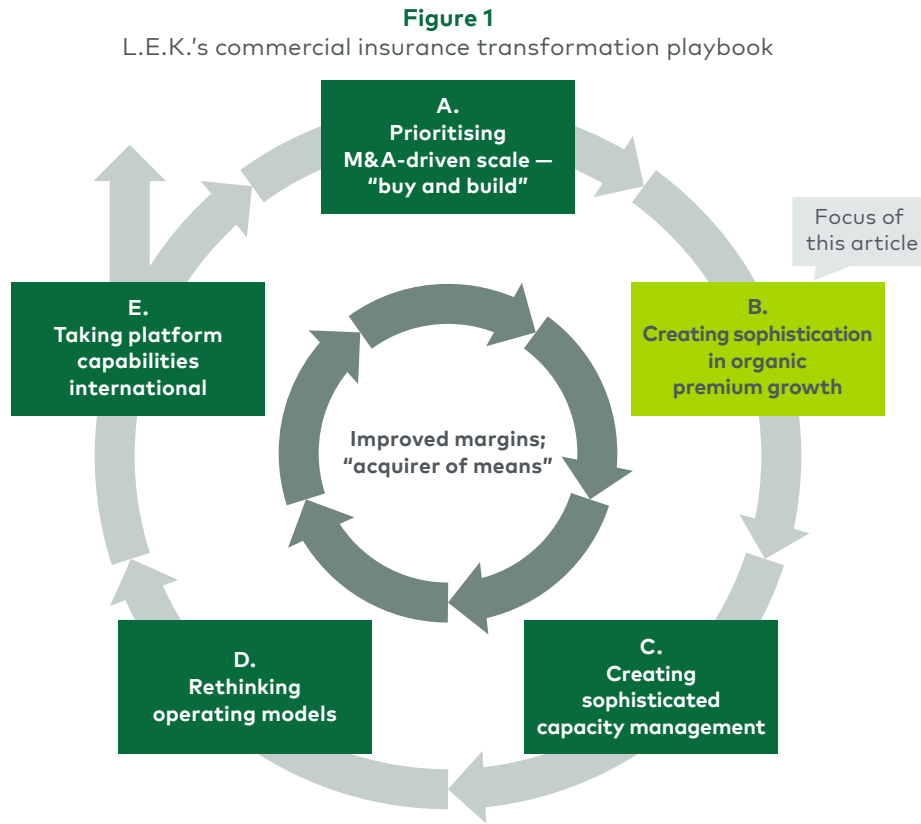 Figure 1
L.E.K.'s commercial insurance transformation playbook
A.
Prioritising
M&A-driven scale —
“buy and build”
Focus of
this article
B.
Creating sophistication
in organic
premium growth
E.
Taking platform
capabilities
international
Improved margins;
“acquirer of means”
C.
Creating
sophisticated
capacity management
D.
Rethinking
operating models